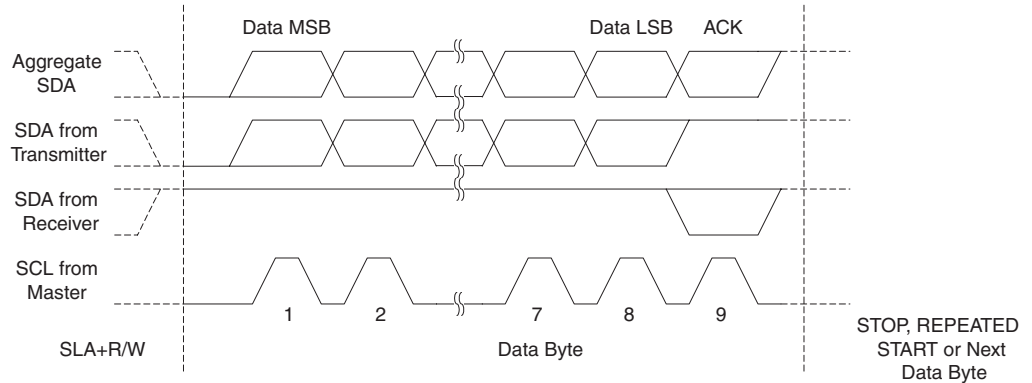 Data MSB
Data LSB
ACK
Aggregate
SDA
SDA from
Transmitter
SDA from
Receiver
SCL from
Master
1
2
7
8
9
SLA+R/W
Data Byte
STOP, REPEATED
START or Next
Data Byte